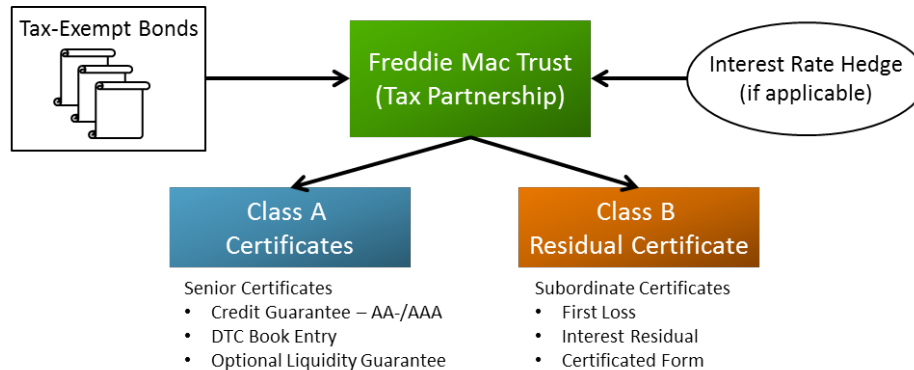 Tax-Exempt Bonds
Freddie Mac Trust
(Tax Partnership)
Interest Rate Hedge
(if applicable)
Class A
Certificates
Senior Certificates
• Credit Guarantee – AA-/AAA
• DTC Book Entry
• Optional Liquidity Guarantee
Class B
Residual Certificate
Subordinate Certificates
• First Loss
• Interest Residual
• Certificated Form